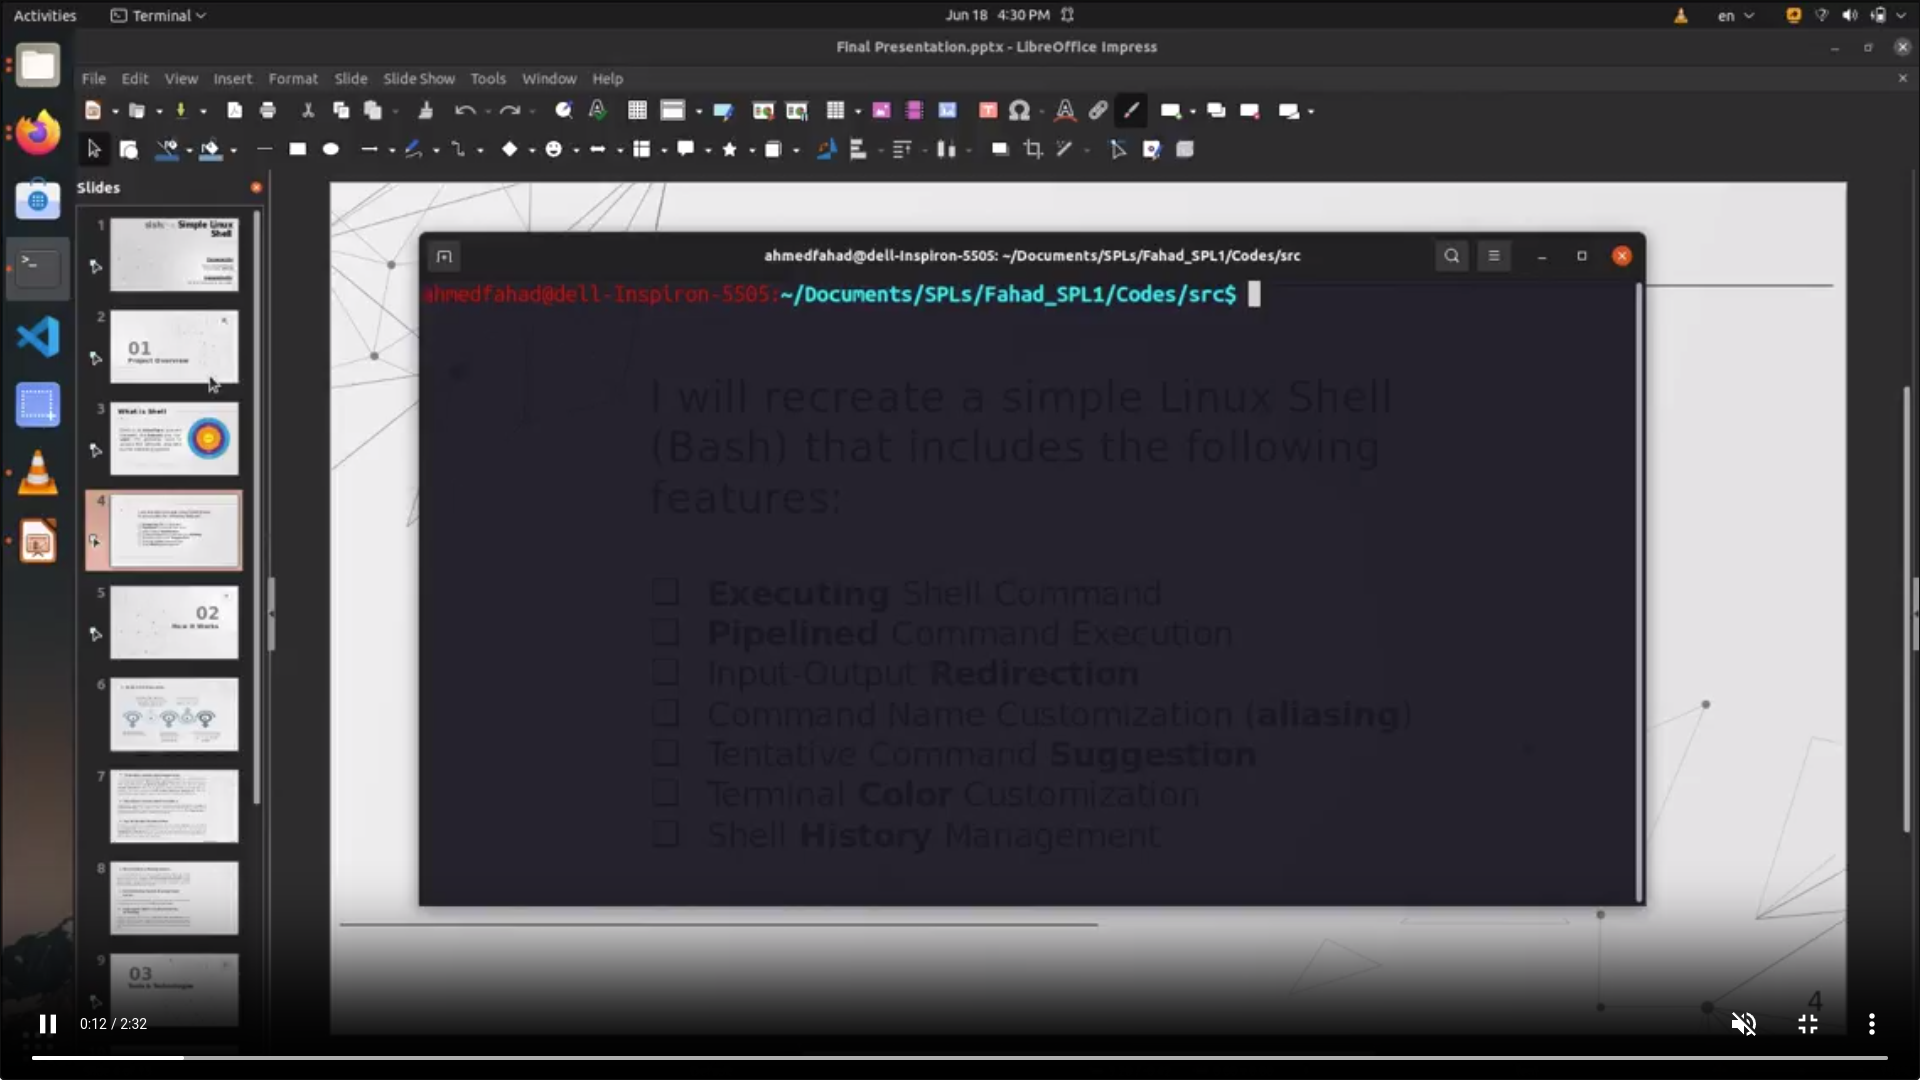 Activities
Terminal
Jun 18 4:30 PM
en
Final Presentation.pptx - LibreOffice Impress
File Edit View Insert Format Slide Slide Show Tools Window Help
Slides
1
Simple Linux
Shell
2
01
Project Overview
3
What is Shell
4
5
02
How It Works
6
7
8
9
03
Tools & Technologies
ahmedfahad@dell-Inspiron-5505: ~/Documents/SPLs/Fahad_SPL1/Codes/src
ahmedfahad@dell-Inspiron-5505:~/Documents/SPLs/Fahad_SPL1/Codes/src$
I will recreate a simple Linux Shell
(Bash) that includes the following
features:
❑ Executing Shell Command
❑ Pipelined Command Execution
❑ Input-Output Redirection
❑ Command Name Customization (aliasing)
❑ Tentative Command Suggestion
❑ Terminal Color Customization
❑ Shell History Management
4
0:12 / 2:32